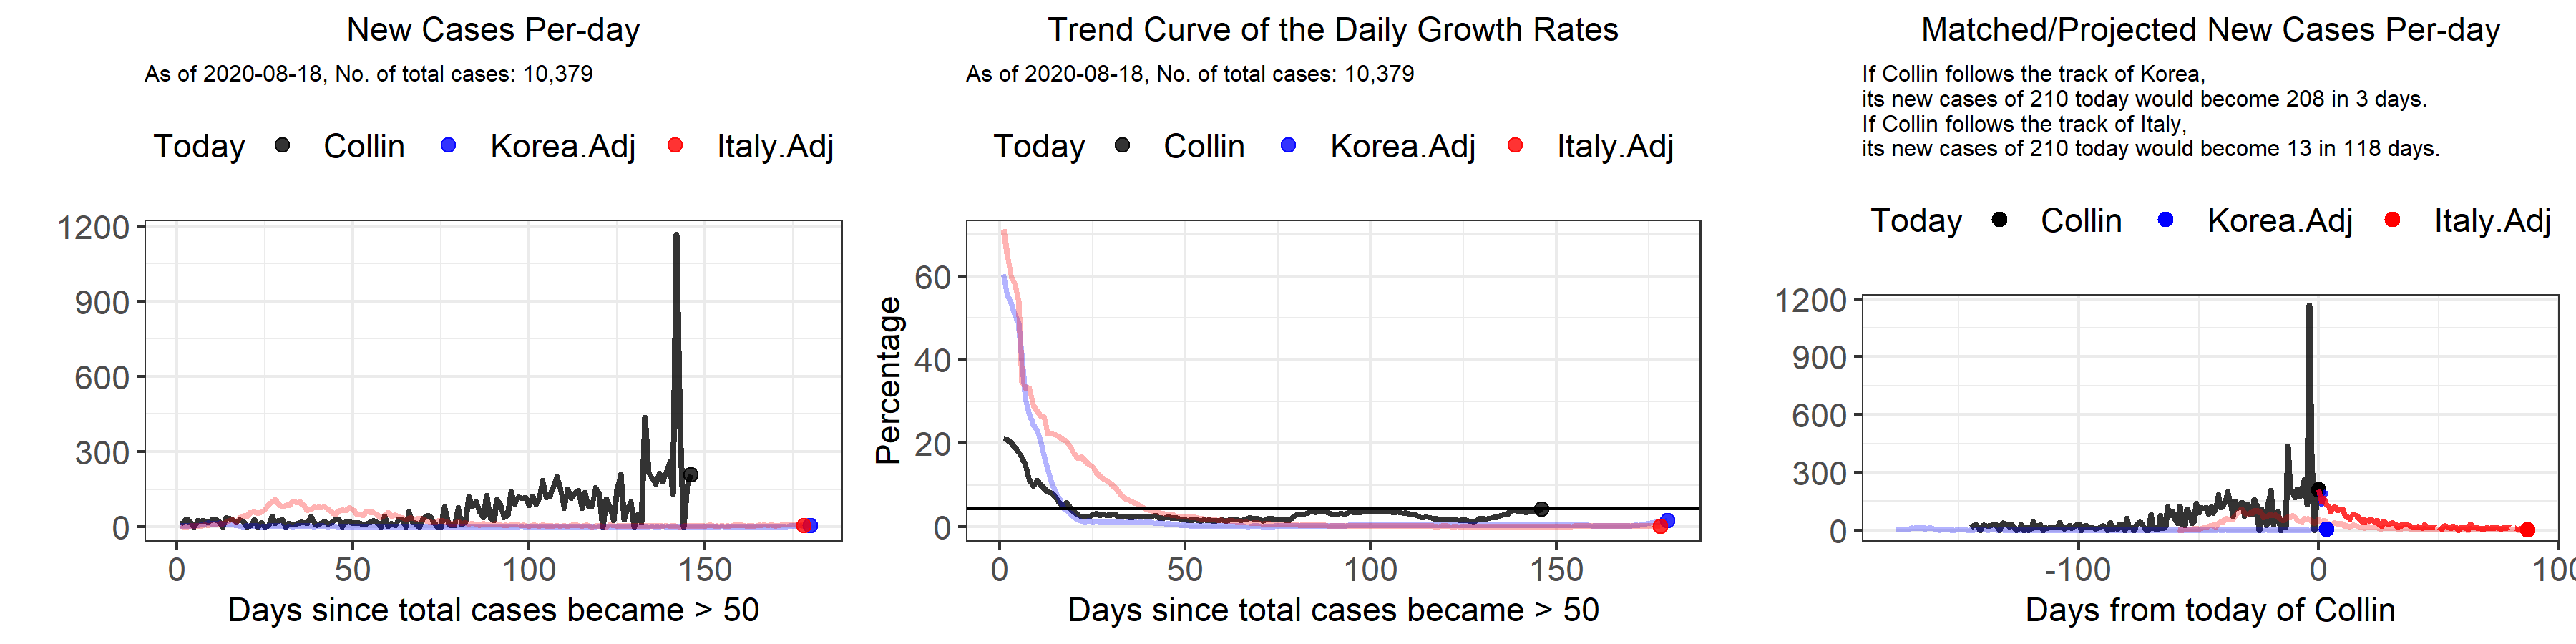 New Cases Per-day
As of 2020-08-18, No. of total cases: 10,379
Today Collin Korea.Adj Italy.Adj
1200
900
600
300
0
0 50 100 150
Days since total cases became > 50
Trend Curve of the Daily Growth Rates
As of 2020-08-18, No. of total cases: 10,379
Today Collin Korea.Adj Italy.Adj
Percentage
60
40
20
0
0 50 100 150
Days since total cases became > 50
Matched/Projected New Cases Per-day
If Collin follows the track of Korea,
its new cases of 210 today would become 208 in 3 days.
If Collin follows the track of Italy,
its new cases of 210 today would become 13 in 118 days.
Today Collin Korea.Adj Italy.Adj
1200
900
600
300
0
-100 0 100
Days from today of Collin